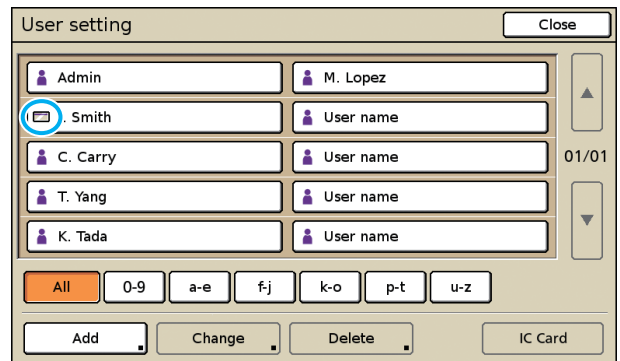 User setting
Close
Admin
M. Lopez
. Smith
User name
C. Carry
User name
01/01
T. Yang
User name
K. Tada
User name
All
0-9
a-e
f-j
k-o
p-t
u-z
Add
Change
Delete
IC Card